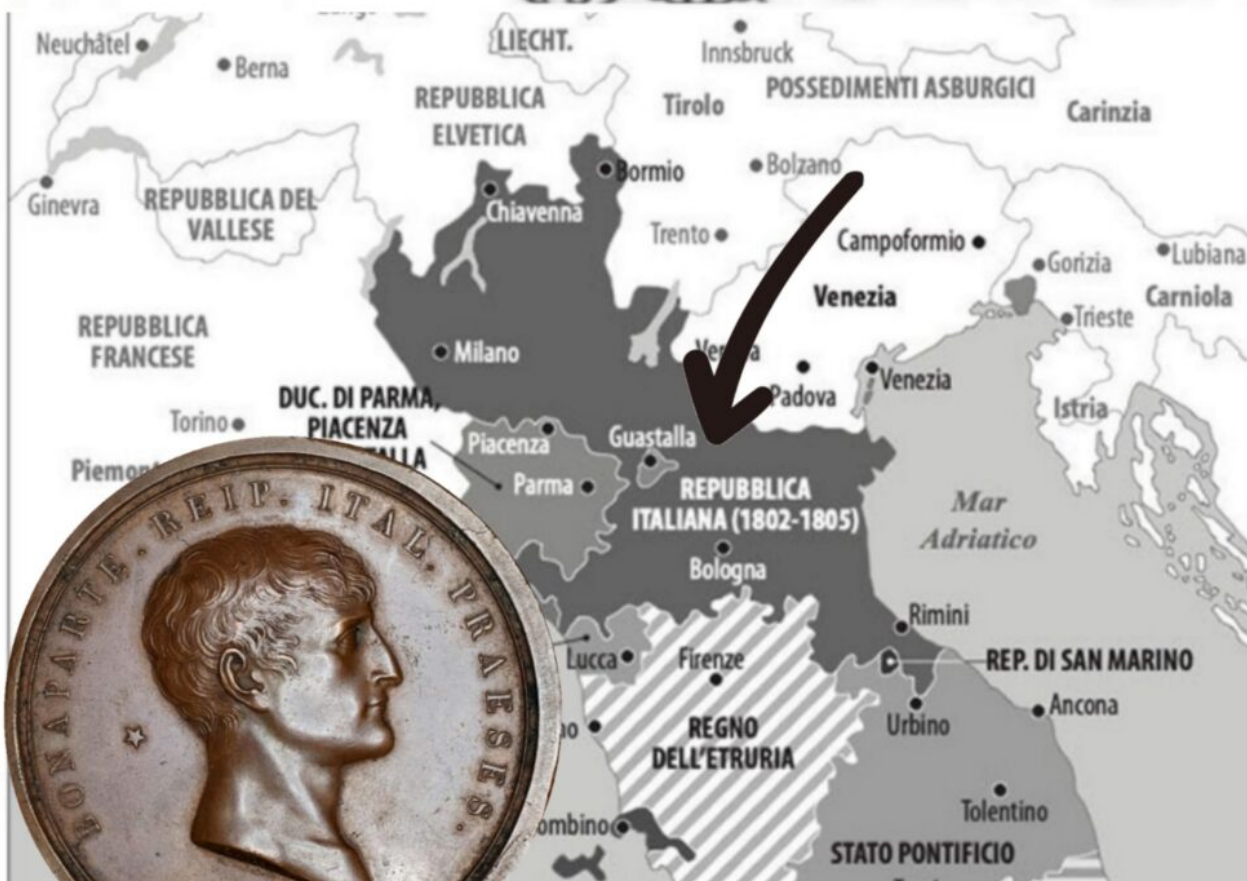 Neuchâtel
Berna
LIECHT.
Innsbruck
POSSEDIMENTI ASBURGICI
REPUBBLICA
ELVETICA
Tirolo
Carinzia
Ginevra
REPUBBLICA DEL
VALLESE
Chiavenna
Bormio
Bolzano
Trento
Campoformio
Gorizia
Lubiana
Venezia
Carniola
REPUBBLICA
FRANCESE
Trieste
Milano
Padova
Venezia
Istria
DUC. DI PARMA,
PIACENZA
Torino
Piacenza
Guastalla
Parma
REPUBBLICA
ITALIANA (1802-1805)
Mar
Adriatico
Bologna
Rimini
Lucca
Firenze
REP. DI SAN MARINO
Urbino
Ancona
REGNO
DELL'ETRURIA
Tolentino
STATO PONTIFICIO
BONAPARTE. REIP. ITAL. PRAESES.